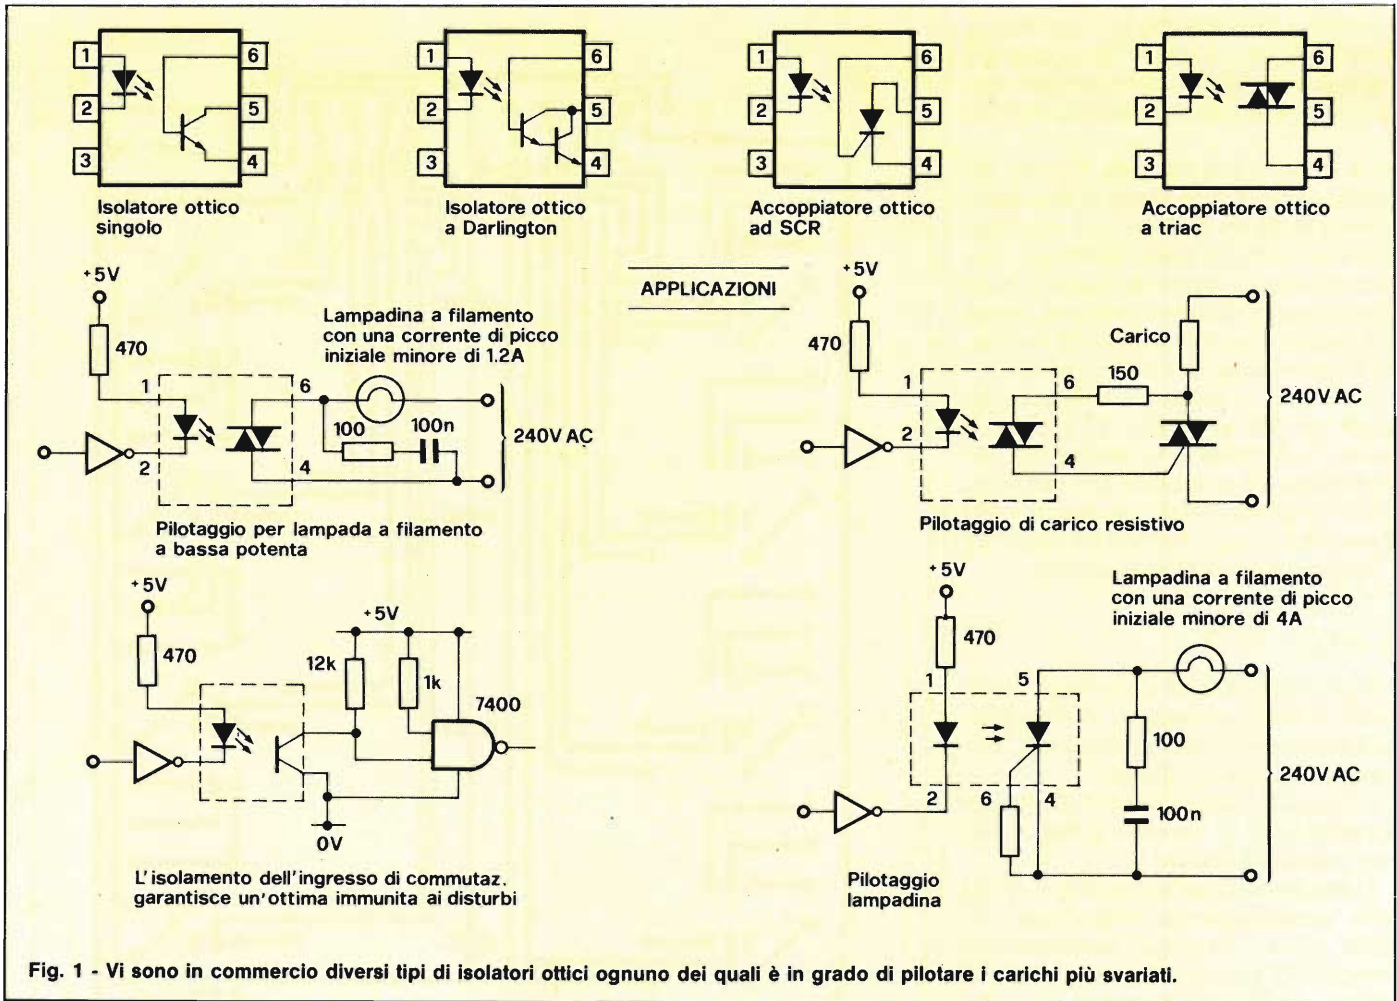 1
2
3
6
5
4
Isolatore ottico
singolo
1
2
3
6
5
4
Isolatore ottico
a Darlington
1
2
3
6
5
4
Accoppiatore ottico
ad SCR
1
2
3
6
5
4
Accoppiatore ottico
a triac
APPLICAZIONI
+5V
470
1
2
6
4
Lampadina a filamento
con una corrente di picco
iniziale minore di 1.2A
100
100n
240V AC
Pilotaggio per lampada a filamento
a bassa potenta
+5V
470
1
2
6
4
150
Carico
240V AC
Pilotaggio di carico resistivo
+5V
470
+5V
12k
1k
7400
0V
L'isolamento dell'ingresso di commutaz.
garantisce un'ottima immunita ai disturbi
+5V
470
1
5
2
6
4
Lampadina a filamento
con una corrente di picco
iniziale minore di 4A
100
100n
240V AC
Pilotaggio
lampadina
Fig. 1 - Vi sono in commercio diversi tipi di isolatori ottici ognuno dei quali è in grado di pilotare i carichi più svariati.